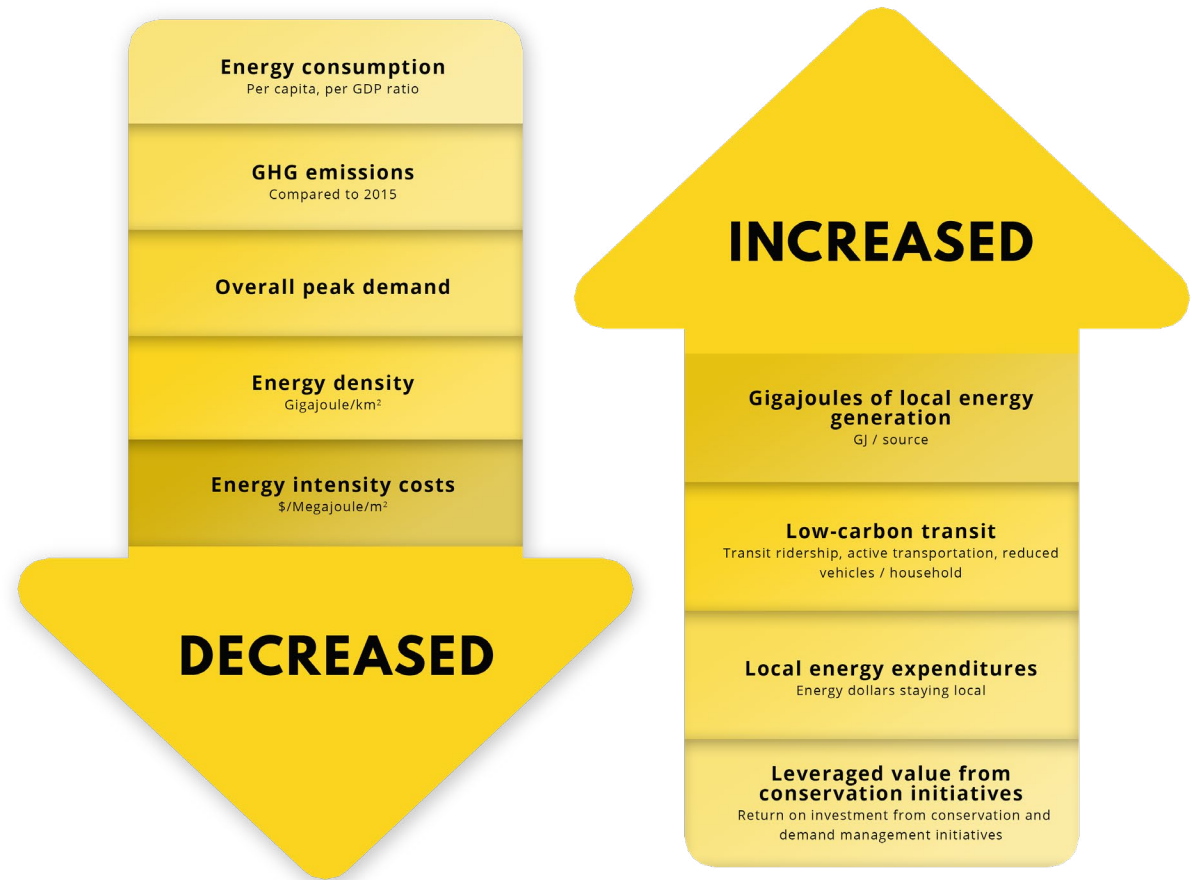 Energy consumption
Per capita, per GDP ratio
GHG emissions
Compared to 2015
Overall peak demand
Energy density
Gigajoule/km²
Energy intensity costs
$/Megajoule/m²
DECREASED
INCREASED
Gigajoules of local energy
generation
GJ / source
Low-carbon transit
Transit ridership, active transportation, reduced
vehicles / household
Local energy expenditures
Energy dollars staying local
Leveraged value from
conservation initiatives
Return on investment from conservation and
demand management initiatives